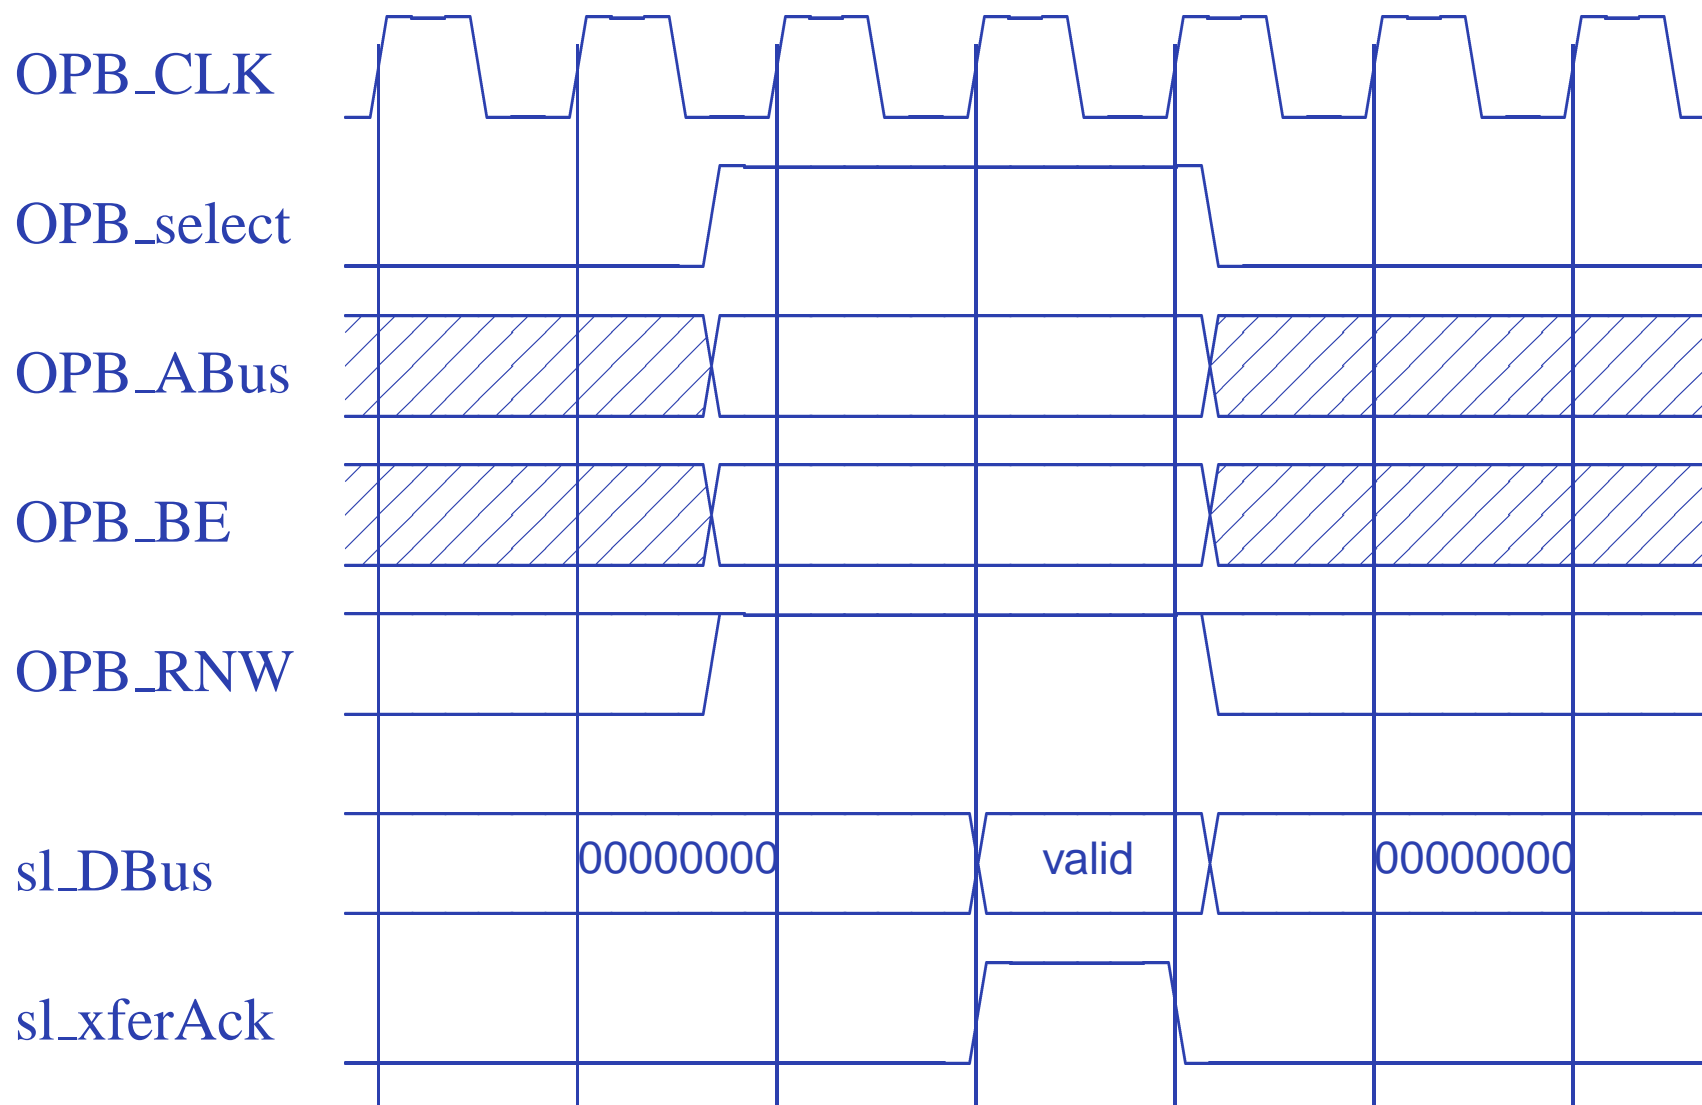 OPB_CLK
OPB_select
OPB_ABus
OPB_BE
OPB_RNW
sl_DBus 00000000 valid 00000000
sl_xferAck